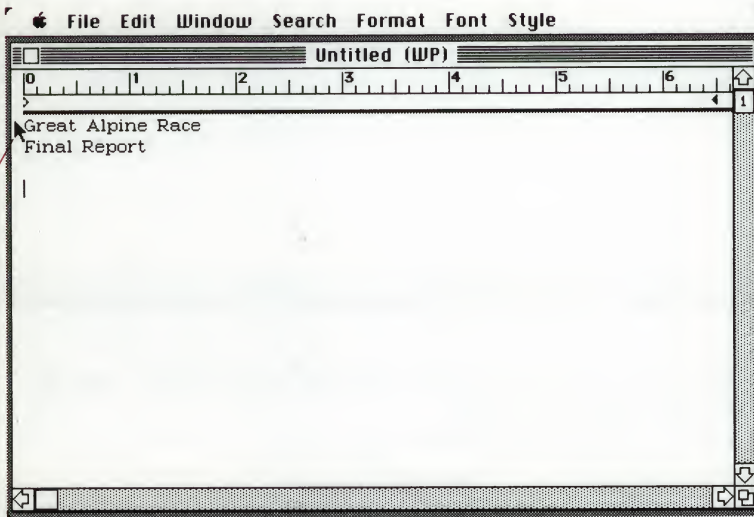 File Edit Window Search Format Font Style
Untitled (WP)
0 1 2 3 4 5 6
1
Great Alpine Race
Final Report